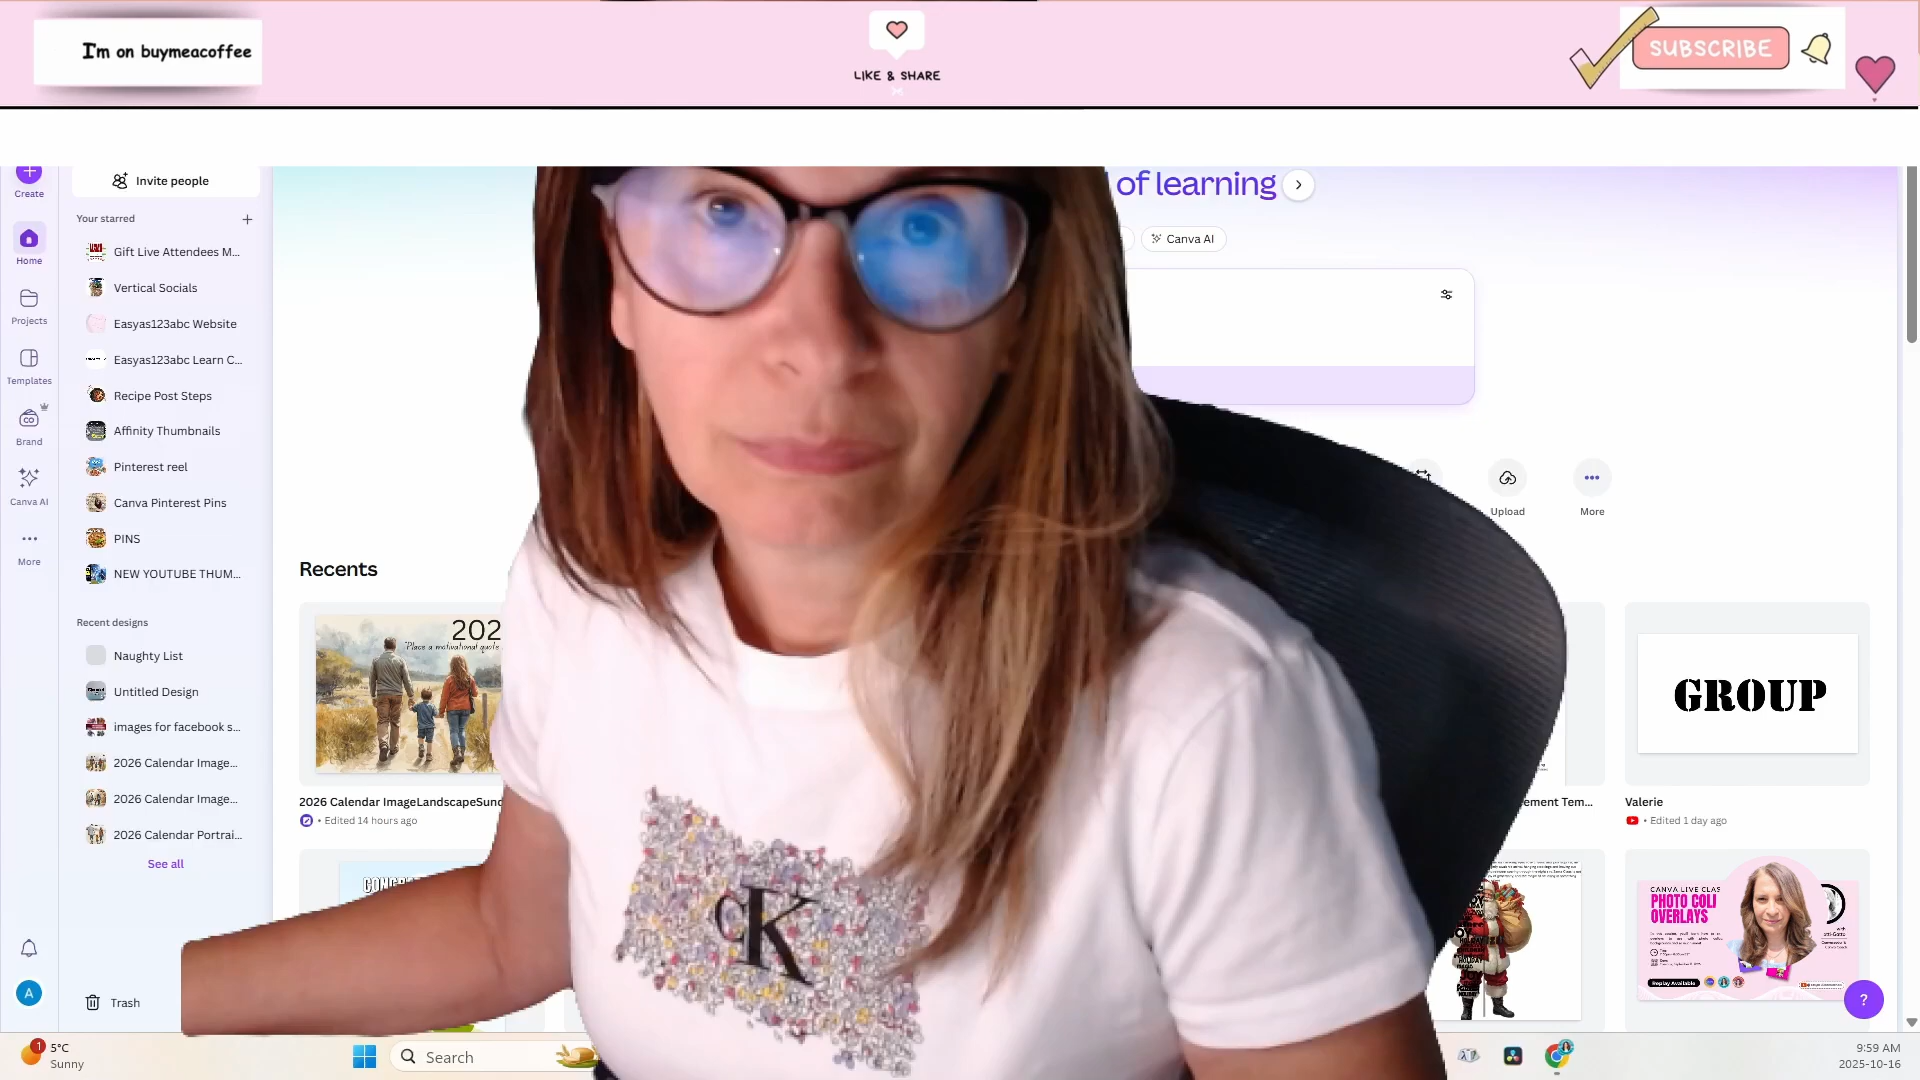 I'm on buymeacoffee
LIKE & SHARE
SUBSCRIBE
Create
Invite people
of learning
Your starred
Canva AI
Gift Live Attendees M...
Home
Vertical Socials
Projects
Easyas123abc Website
Easyas123abc Learn C...
Templates
Recipe Post Steps
Affinity Thumbnails
Brand
Pinterest reel
Canva AI
Canva Pinterest Pins
Upload
More
PINS
More
NEW YOUTUBE THUM...
Recents
Recent designs
Naughty List
Untitled Design
images for facebook s...
2026 Calendar Image...
2026 Calendar Image...
2026 Calendar Portrai...
See all
202
"Place a motivational quote
GROUP
2026 Calendar ImageLandscapeSund
• Edited 14 hours ago
ement Tem...
Valerie
• Edited 1 day ago
CK
CANVA LIVE CLAS
PHOTO COLL
OVERLAYS
with
Replay Available
A
Trash
?
1
5°C
Sunny
Search
9:59 AM
2025-10-16